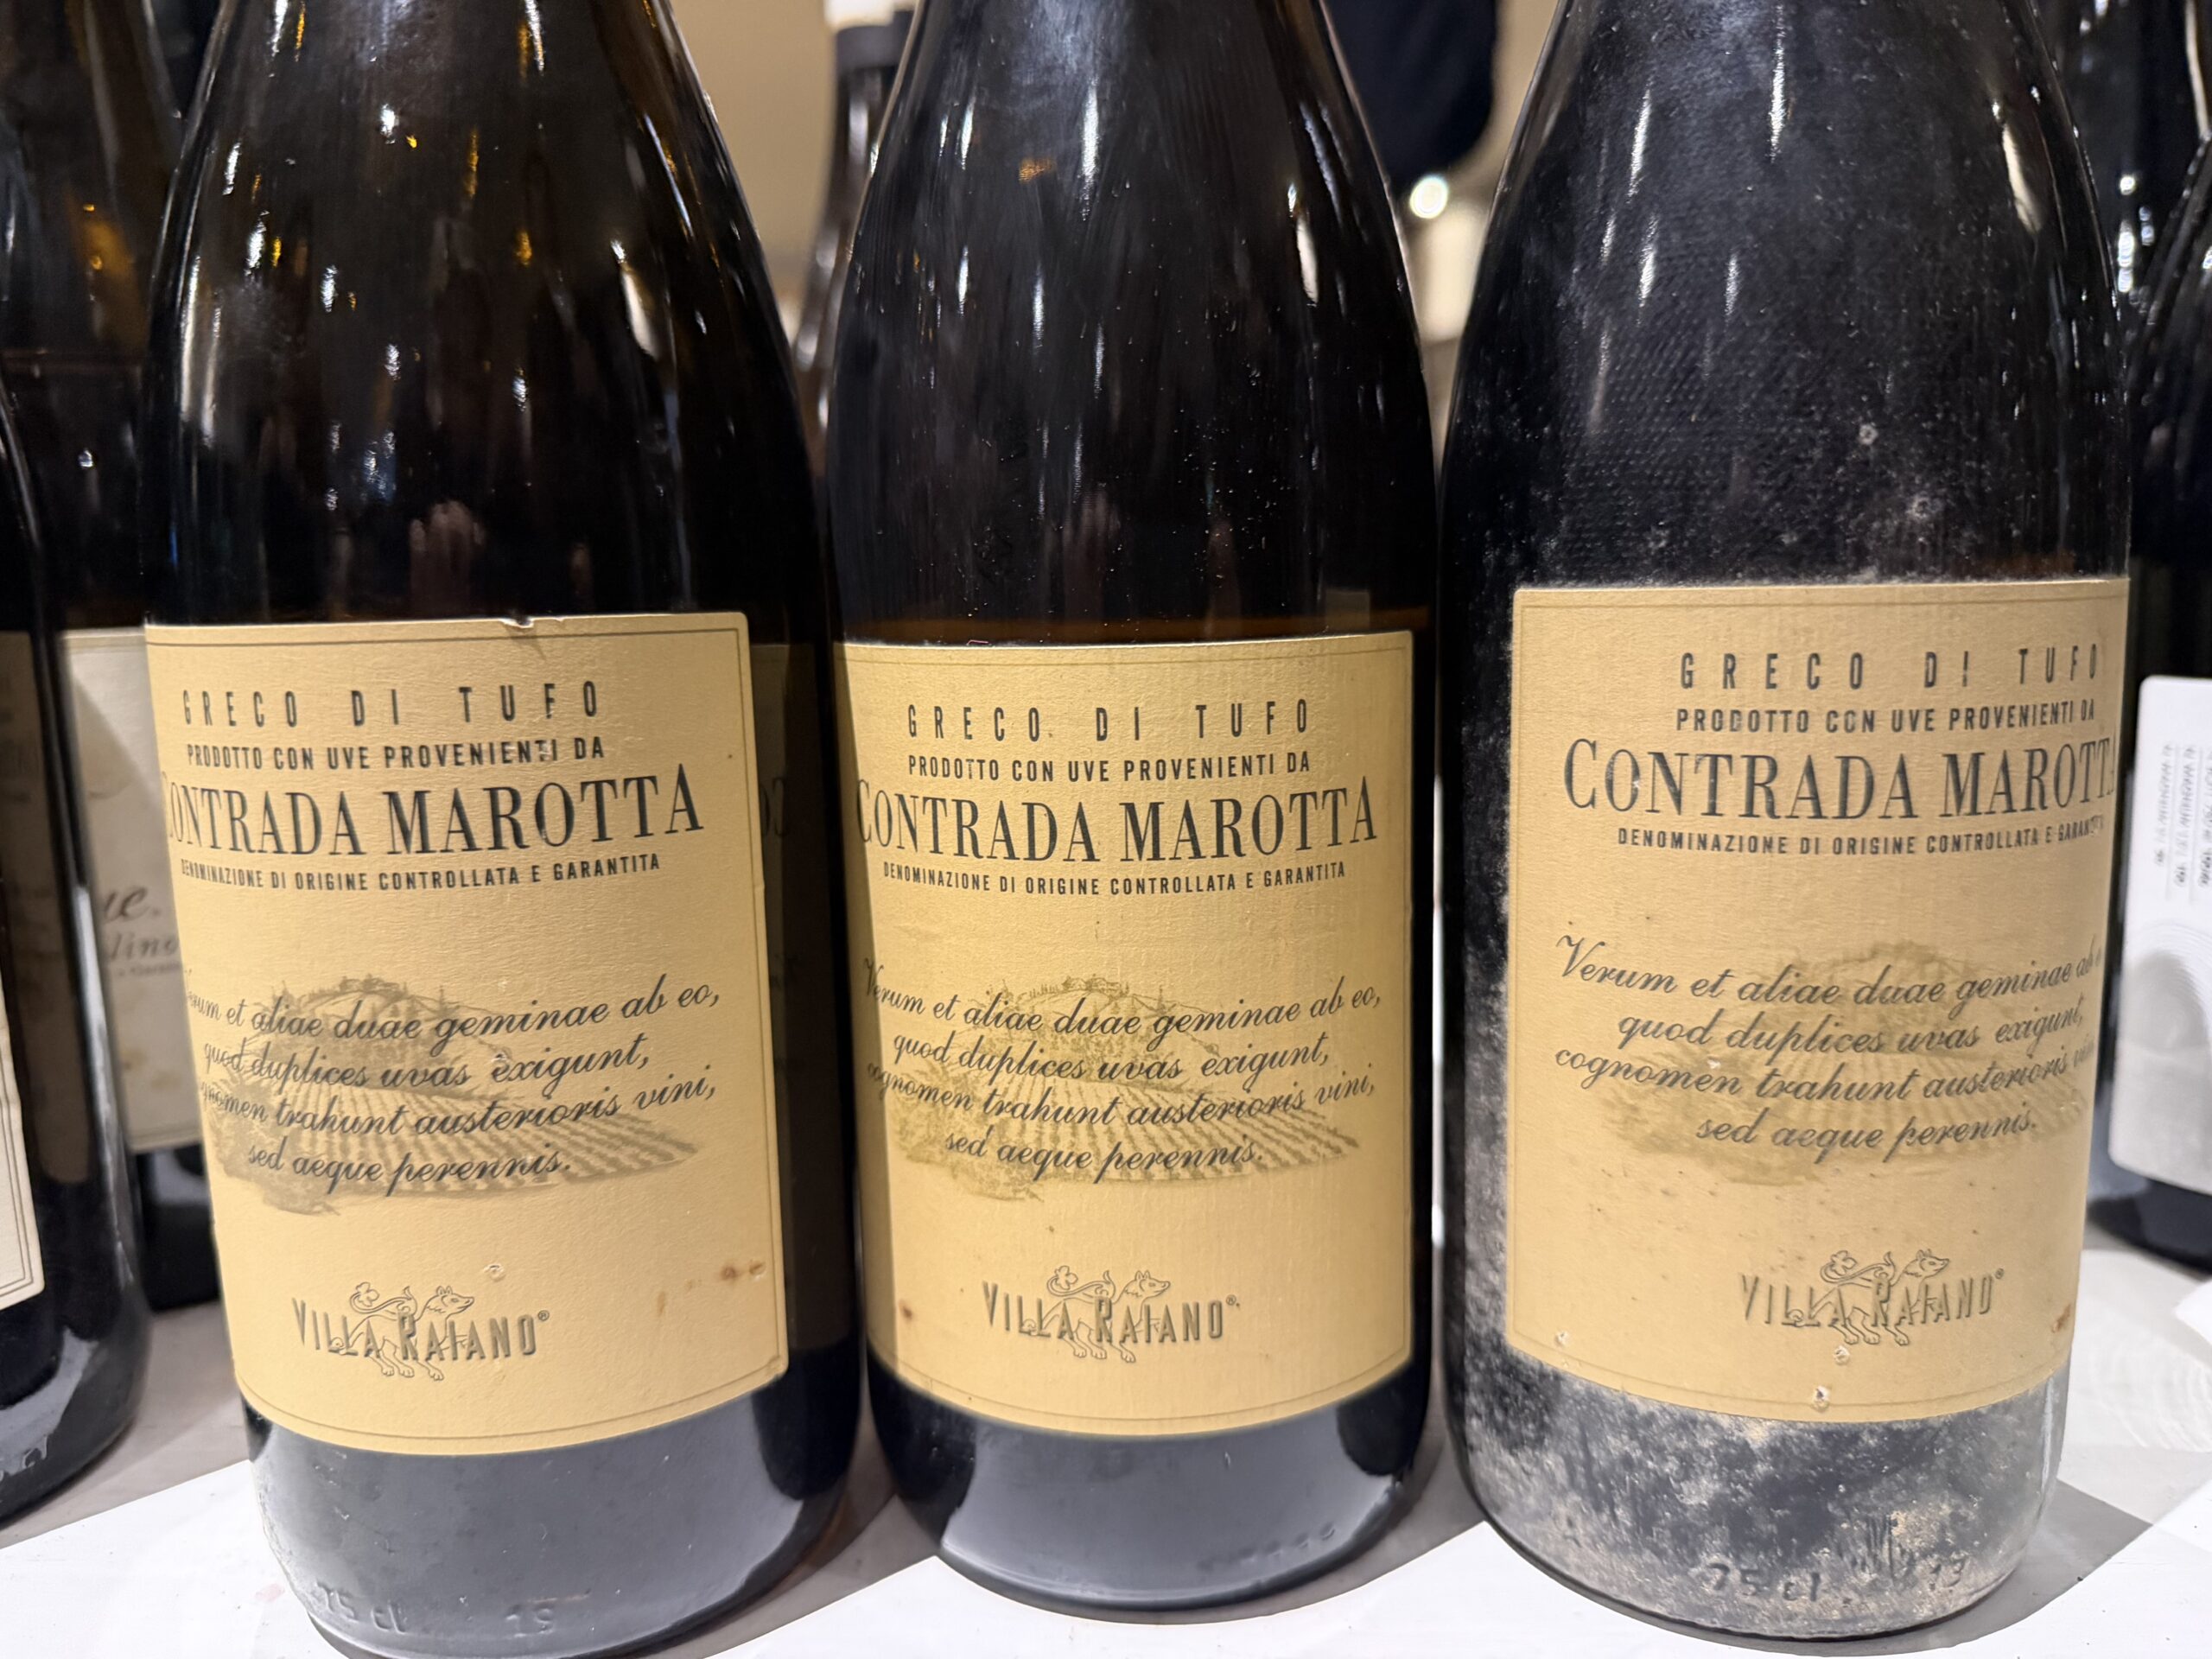 GRECO DI TUFO
PRODOTTO CON UVE PROVENIENTI DA
CONTRADA MAROTTA
DENOMINAZIONE DI ORIGINE CONTROLLATA E GARANTITA
Verum et aliae duae geminae ab eo,
quod duplices uvas exigunt,
cognomen trahunt austerioris vini,
sed aeque perennis.
VILLA RAIANO®
75 cl
GRECO DI TUFO
PRODOTTO CON UVE PROVENIENTI DA
CONTRADA MAROTTA
DENOMINAZIONE DI ORIGINE CONTROLLATA E GARANTITA
Verum et aliae duae geminae ab eo,
quod duplices uvas exigunt,
cognomen trahunt austerioris vini,
sed aeque perennis.
VILLA RAIANO®
GRECO DI TUFO
PRODOTTO CON UVE PROVENIENTI DA
CONTRADA MAROTTA
DENOMINAZIONE DI ORIGINE CONTROLLATA E GARANTITA
Verum et aliae duae geminae ab
quod duplices uvas exigunt,
cognomen trahunt austerioris vini
sed aeque perennis.
VILLA RAIANO®
75 cl